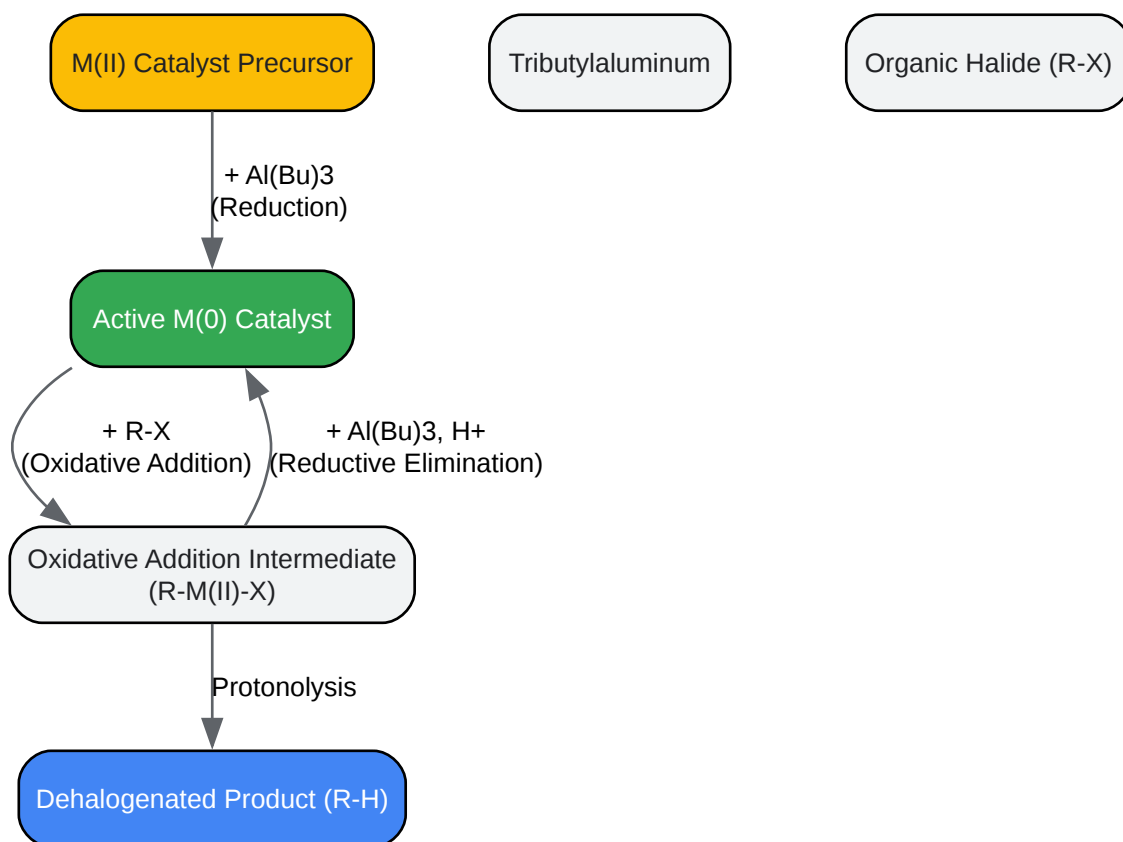 M(II) Catalyst Precursor
Tributylaluminum
Organic Halide (R-X)
+ Al(Bu)3
(Reduction)
Active M(0) Catalyst
+ R-X
(Oxidative Addition)
+ Al(Bu)3, H+
(Reductive Elimination)
Oxidative Addition Intermediate
(R-M(II)-X)
Protonolysis
Dehalogenated Product (R-H)